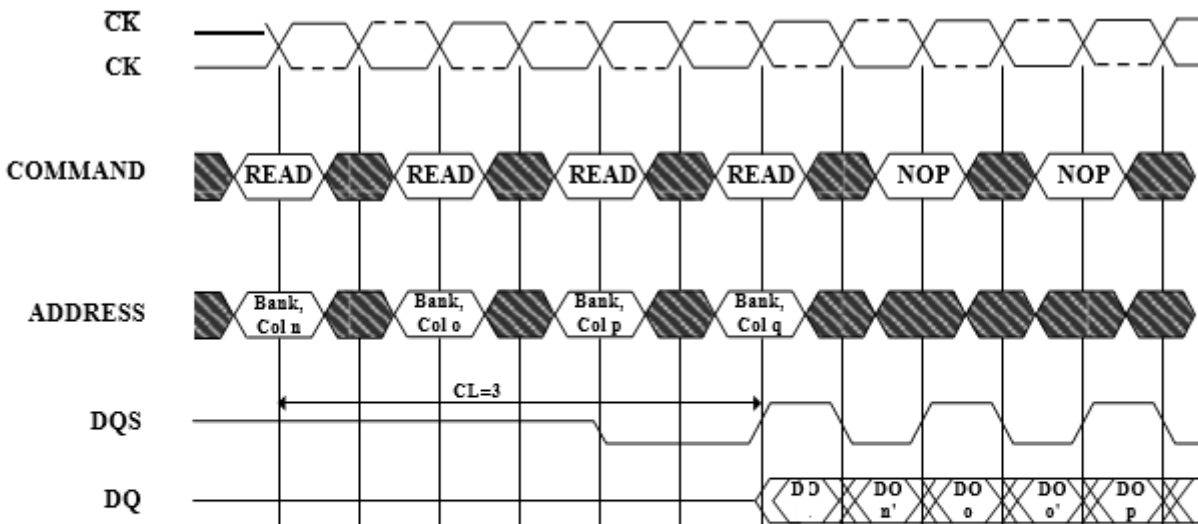 CK
CK
COMMAND
READ
READ
READ
READ
NOP
NOP
ADDRESS
Bank,
Col n
Bank,
Col o
Bank,
Col p
Bank,
Col q
CL=3
DQS
DQ
DO
n'
DO
o
DO
o'
DO
p